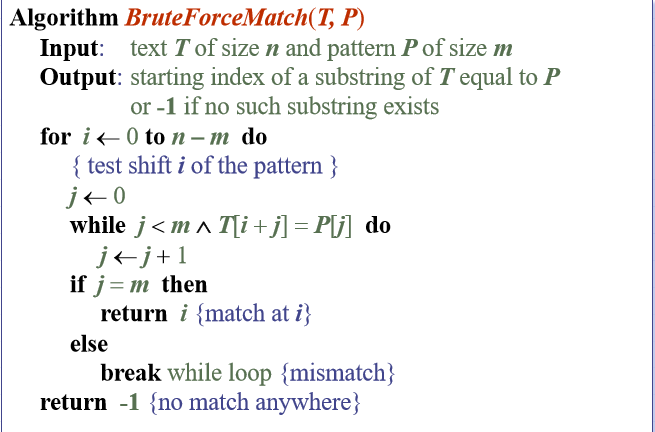 Algorithm BruteForceMatch(T, P)
Input: text T of size n and pattern P of size m
Output: starting index of a substring of T equal to P
or -1 if no such substring exists
for i ← 0 to n – m do
{ test shift i of the pattern }
j ← 0
while j < m ∧ T[i + j] = P[j] do
j ← j + 1
if j = m then
return i {match at i}
else
break while loop {mismatch}
return -1 {no match anywhere}